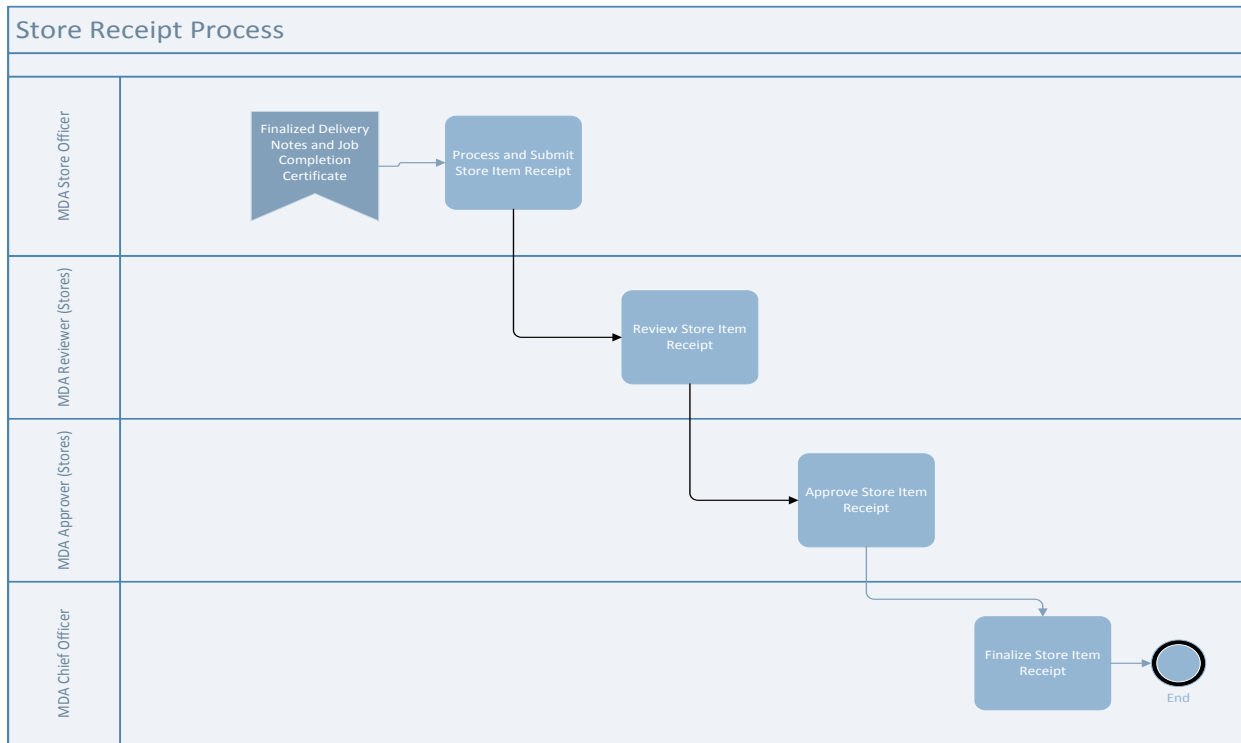 Store Receipt Process
MDA Store Officer
Finalized Delivery
Notes and Job
Completion
Certificate
Process and Submit
Store Item Receipt
MDA Reviewer (Stores)
Review Store Item
Receipt
MDA Approver (Stores)
Approve Store Item
Receipt
MDA Chief Officer
Finalize Store Item
Receipt
End